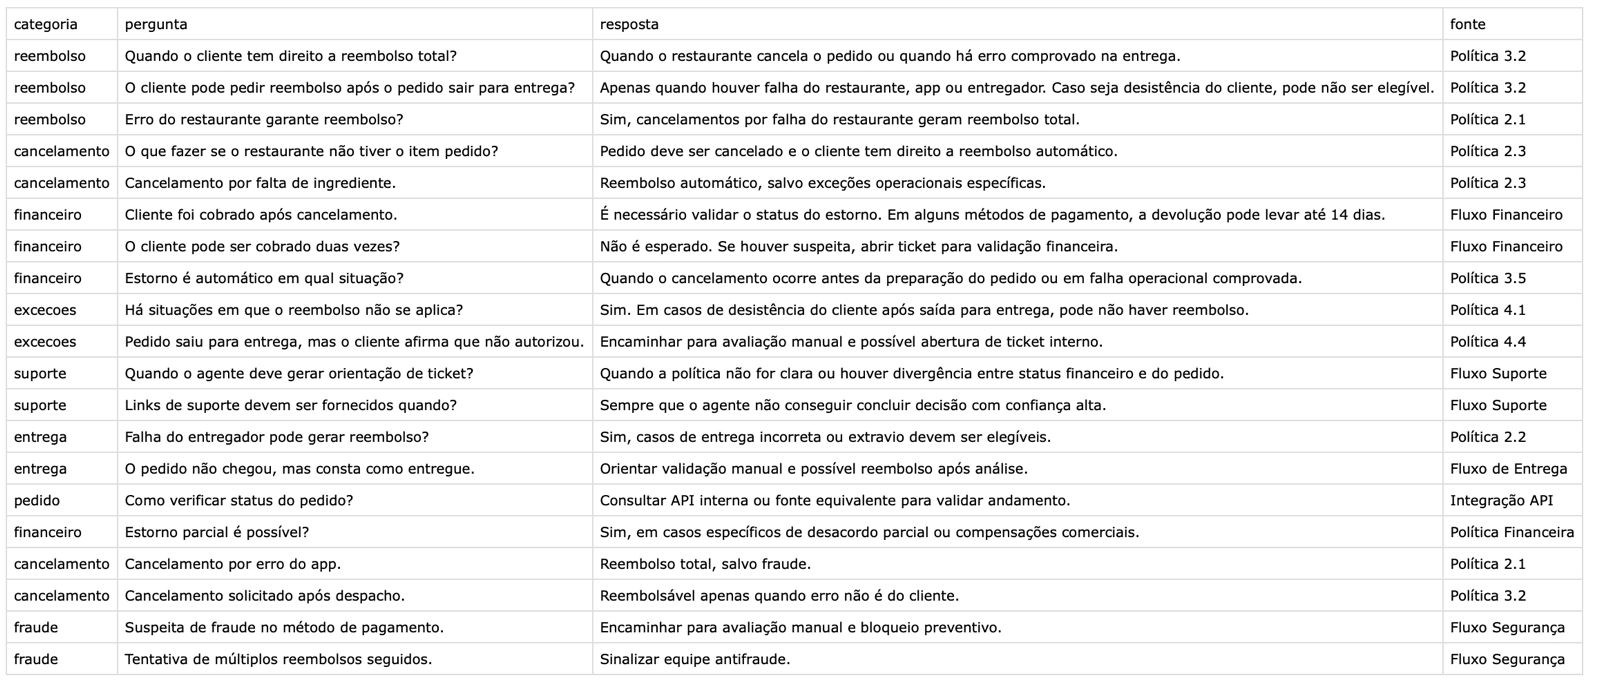 categoria pergunta resposta fonte
reembolso Quando o cliente tem direito a reembolso total? Quando o restaurante cancela o pedido ou quando há erro comprovado na entrega. Política 3.2
reembolso O cliente pode pedir reembolso após o pedido sair para entrega? Apenas quando houver falha do restaurante, app ou entregador. Caso seja desistência do cliente, pode não ser elegível. Política 3.2
reembolso Erro do restaurante garante reembolso? Sim, cancelamentos por falha do restaurante geram reembolso total. Política 2.1
cancelamento O que fazer se o restaurante não tiver o item pedido? Pedido deve ser cancelado e o cliente tem direito a reembolso automático. Política 2.3
cancelamento Cancelamento por falta de ingrediente. Reembolso automático, salvo exceções operacionais específicas. Política 2.3
financeiro Cliente foi cobrado após cancelamento. É necessário validar o status do estorno. Em alguns métodos de pagamento, a devolução pode levar até 14 dias. Fluxo Financeiro
financeiro O cliente pode ser cobrado duas vezes? Não é esperado. Se houver suspeita, abrir ticket para validação financeira. Fluxo Financeiro
financeiro Estorno é automático em qual situação? Quando o cancelamento ocorre antes da preparação do pedido ou em falha operacional comprovada. Política 3.5
excecoes Há situações em que o reembolso não se aplica? Sim. Em casos de desistência do cliente após saída para entrega, pode não haver reembolso. Política 4.1
excecoes Pedido saiu para entrega, mas o cliente afirma que não autorizou. Encaminhar para avaliação manual e possível abertura de ticket interno. Política 4.4
suporte Quando o agente deve gerar orientação de ticket? Quando a política não for clara ou houver divergência entre status financeiro e do pedido. Fluxo Suporte
suporte Links de suporte devem ser fornecidos quando? Sempre que o agente não conseguir concluir decisão com confiança alta. Fluxo Suporte
entrega Falha do entregador pode gerar reembolso? Sim, casos de entrega incorreta ou extravio devem ser elegíveis. Política 2.2
entrega O pedido não chegou, mas consta como entregue. Orientar validação manual e possível reembolso após análise. Fluxo de Entrega
pedido Como verificar status do pedido? Consultar API interna ou fonte equivalente para validar andamento. Integração API
financeiro Estorno parcial é possível? Sim, em casos específicos de desacordo parcial ou compensações comerciais. Política Financeira
cancelamento Cancelamento por erro do app. Reembolso total, salvo fraude. Política 2.1
cancelamento Cancelamento solicitado após despacho. Reembolsável apenas quando erro não é do cliente. Política 3.2
fraude Suspeita de fraude no método de pagamento. Encaminhar para avaliação manual e bloqueio preventivo. Fluxo Segurança
fraude Tentativa de múltiplos reembolsos seguidos. Sinalizar equipe antifraude. Fluxo Segurança